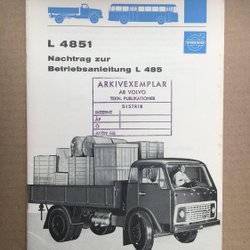 L 4851
Nachtrag zur
Betriebsanleitung L 485
VOLVO
ARKIVEXEMPLAR
AB VOLVO
TEKN. PUBLIKATIONER
DISTRIB